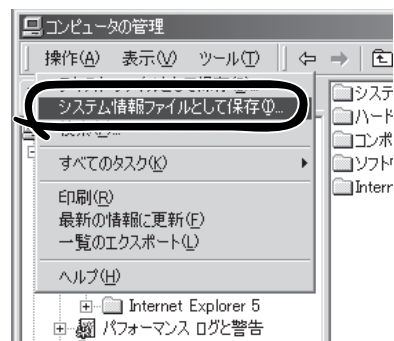 コンピュータの管理
操作(A) 表示(V) ツール(T)
システム情報ファイルとして保存(I)...
すべてのタスク(K)
印刷(R)
最新の情報に更新(F)
一覧のエクスポート(L)
ヘルプ(H)
Internet Explorer 5
パフォーマンス ログと警告
システ
ハード
コンポ
ソフト
Intern